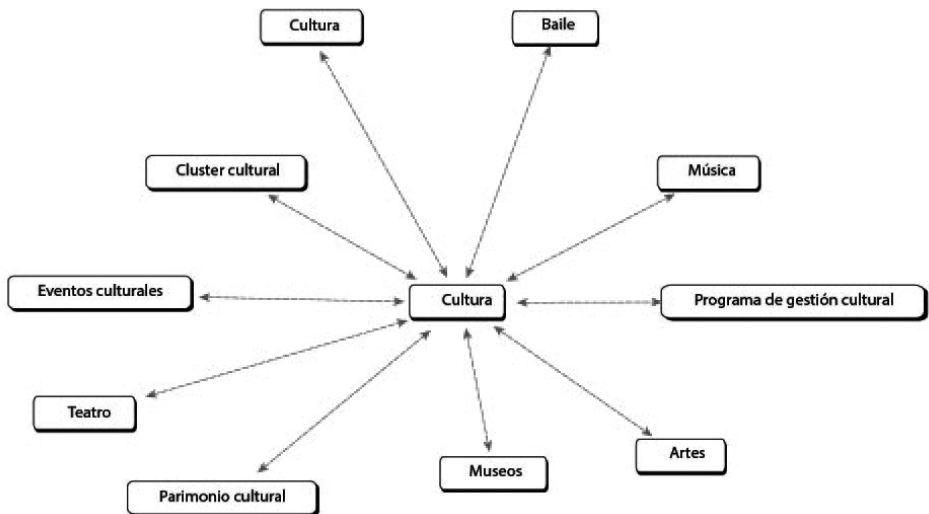 Cultura
Baile
Cluster cultural
Música
Eventos culturales
Cultura
Programa de gestión cultural
Teatro
Artes
Museos
Parimonio cultural